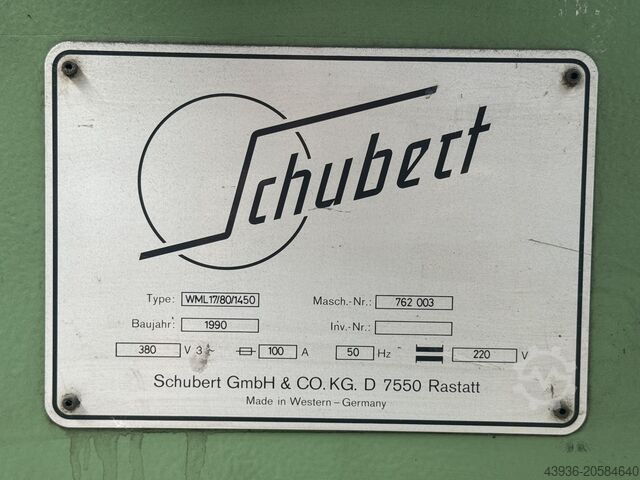 Schubert
Type: WML17/80/1450 Masch.-Nr.: 762 003
Baujahr: 1990 Inv.-Nr.:
380 V 3~ 100 A 50 Hz 220 V
Schubert GmbH & CO. KG. D 7550 Rastatt
Made in Western – Germany
43936-20584640